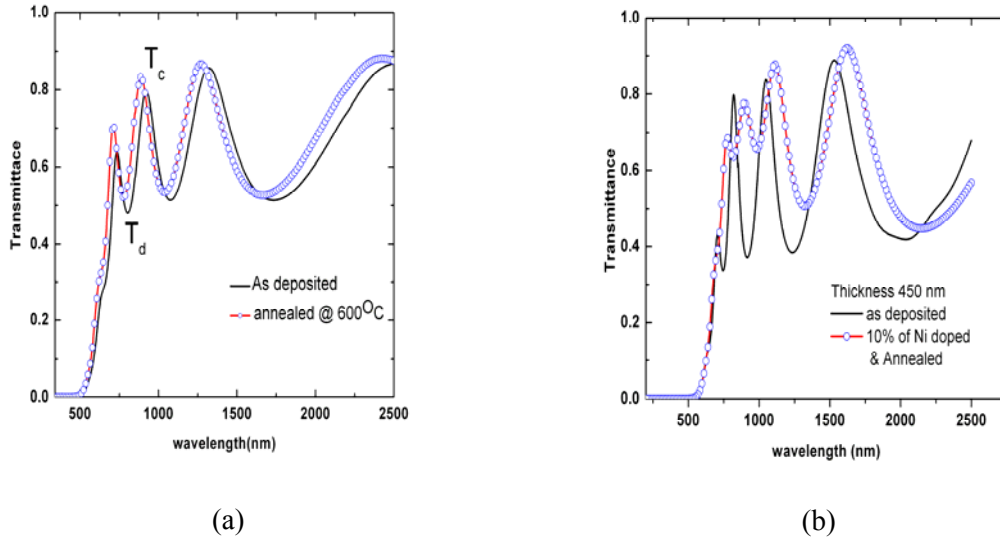 1.0
0.8
0.6
0.4
0.2
0.0
Transmittace
T c
T d
As deposited
annealed @ 600OC
500 1000 1500 2000 2500
wavelength(nm)
(a)
1.0
0.8
0.6
0.4
0.2
0.0
Transmittance
Thickness 450 nm
as deposited
10% of Ni doped
& Annealed
500 1000 1500 2000 2500
wavelength (nm)
(b)